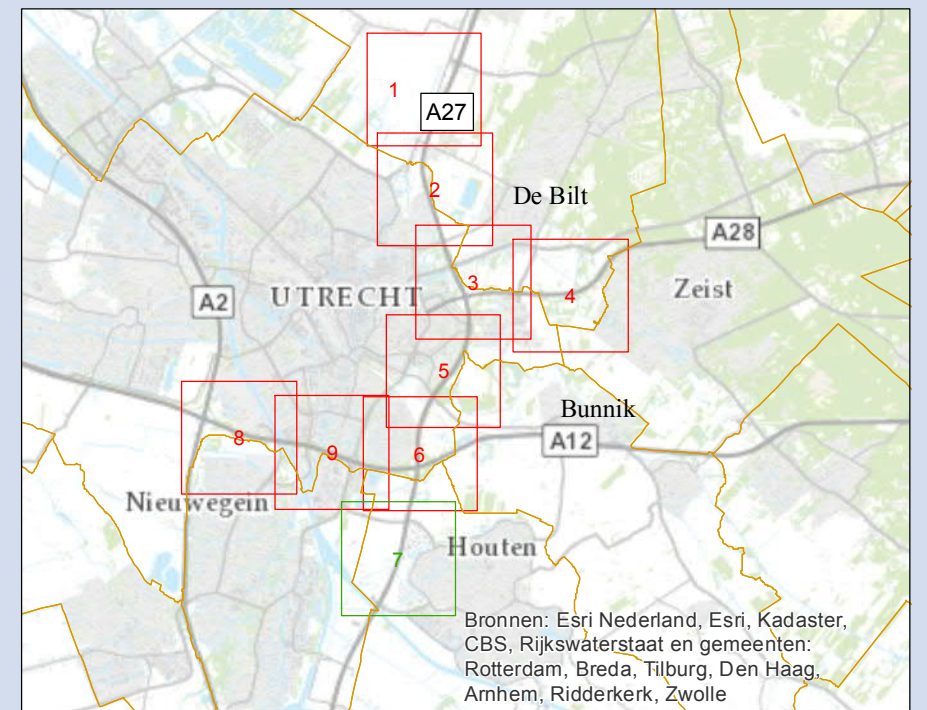 1
A27
2
De Bilt
A28
3
Zeist
4
A2
UTRECHT
5
Bunnik
8
9
6
A12
Nieuwegein
7
Houten
Bronnen: Esri Nederland, Esri, Kadaster,
CBS, Rijkswaterstaat en gemeenten:
Rotterdam, Breda, Tilburg, Den Haag,
Arnhem, Ridderkerk, Zwolle